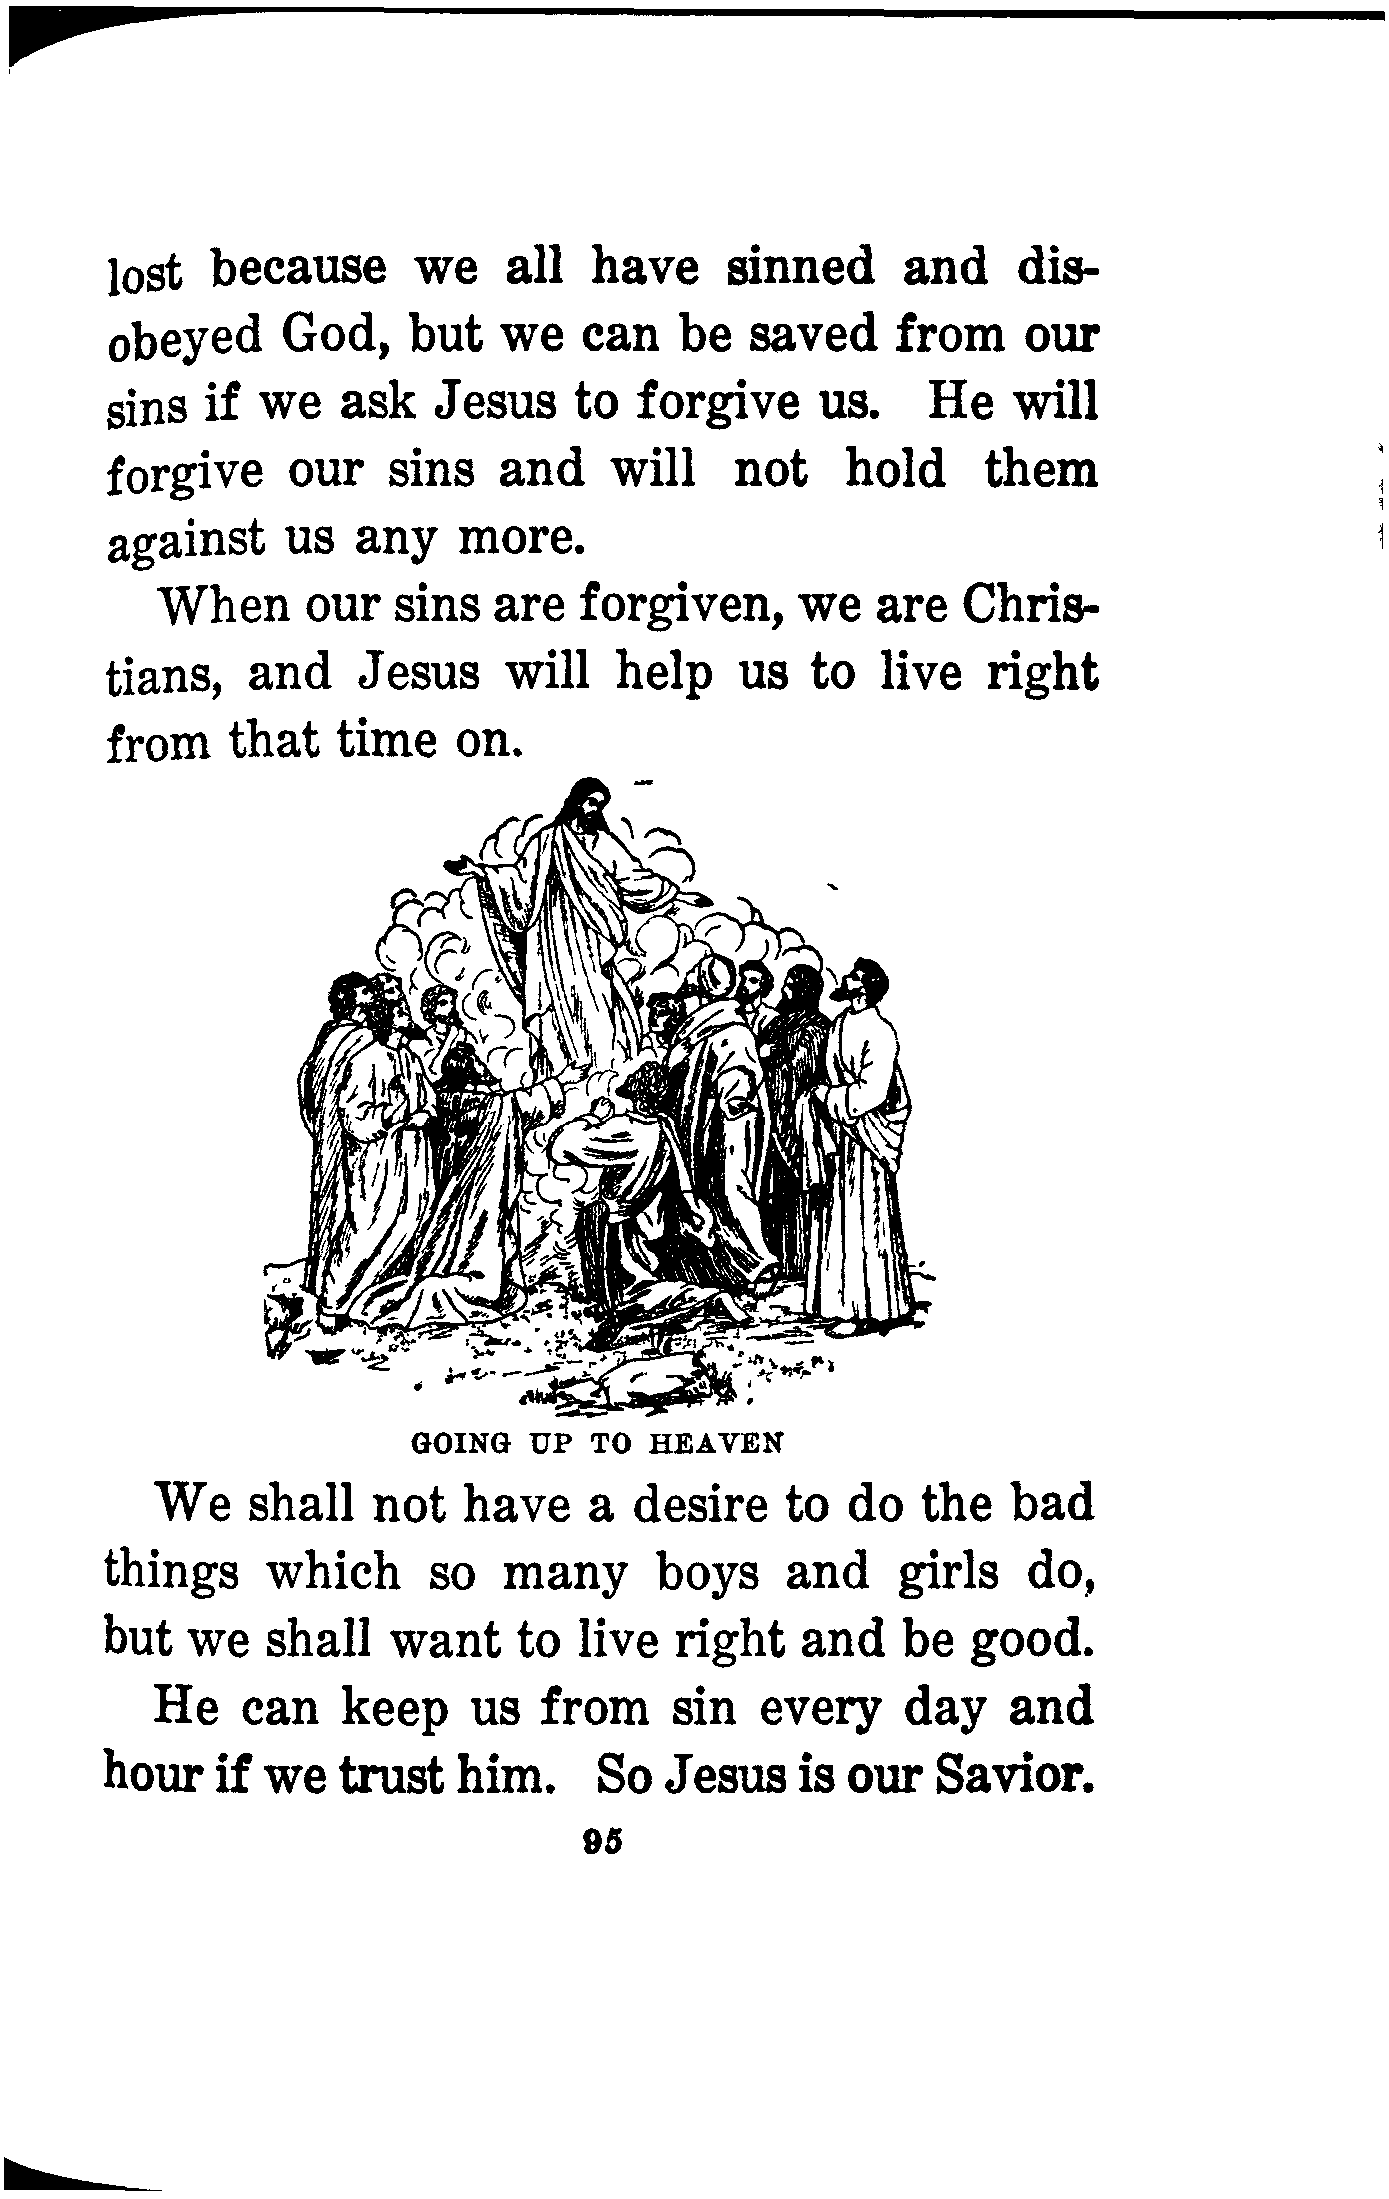 lost because we all have sinned and dis-
obeyed God, but we can be saved from our
sins if we ask Jesus to forgive us. He will
forgive our sins and will not hold them
against us any more.
When our sins are forgiven, we are Chris-
tians, and Jesus will help us to live right
from that time on.
GOING UP TO HEAVEN
We shall not have a desire to do the bad
things which so many boys and girls do,
but we shall want to live right and be good.
He can keep us from sin every day and
hour if we trust him. So Jesus is our Savior.
95